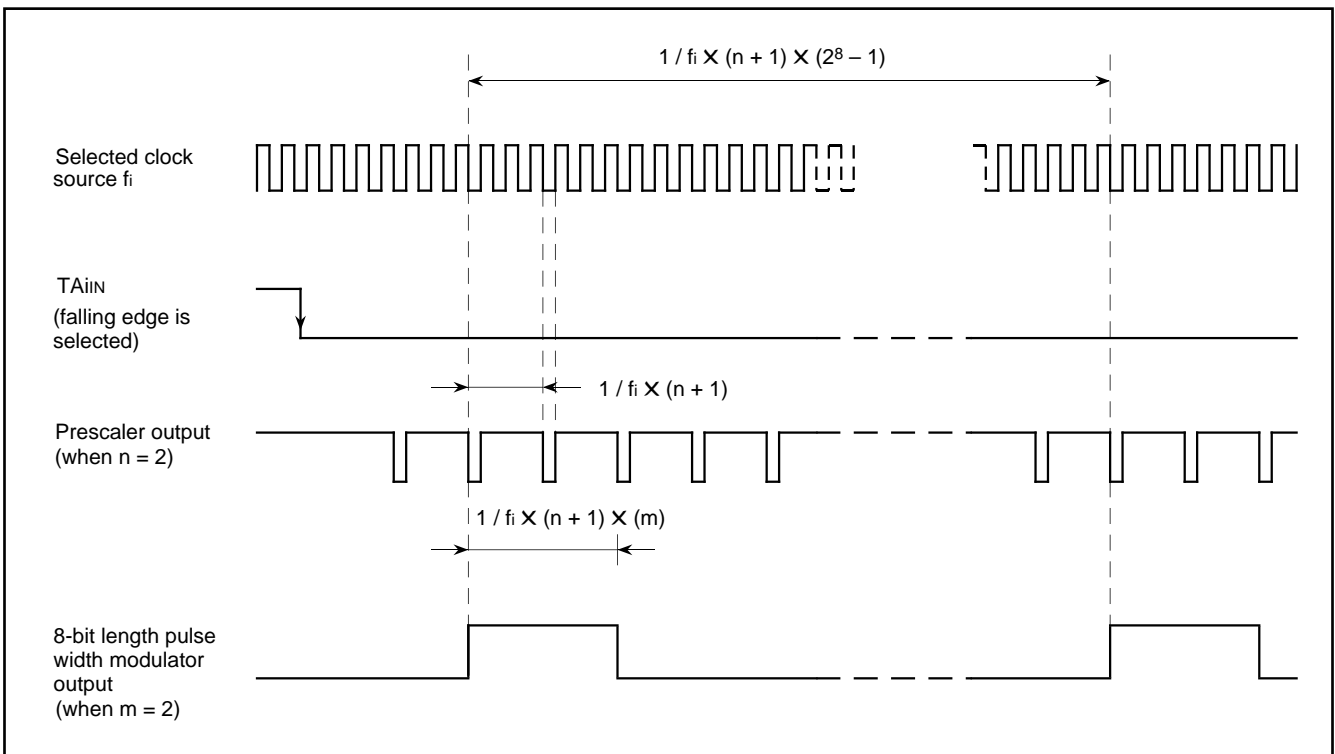 1 / fi × (n + 1) × (2⁸ – 1)
Selected clock
source fi
TAiIN
(falling edge is
selected)
1 / fi × (n + 1)
Prescaler output
(when n = 2)
1 / fi × (n + 1) × (m)
8-bit length pulse
width modulator
output
(when m = 2)